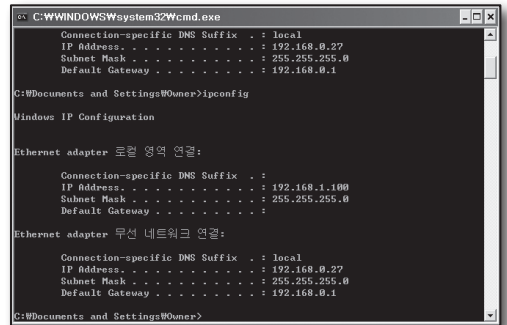 C:₩WINDOWS₩system32₩cmd.exe
Connection-specific DNS Suffix . : local
IP Address. . . . . . . . . . . . : 192.168.0.27
Subnet Mask . . . . . . . . . . . : 255.255.255.0
Default Gateway . . . . . . . . . : 192.168.0.1
C:₩Documents and Settings₩Owner>ipconfig
Windows IP Configuration
Ethernet adapter 로컬 영역 연결:
Connection-specific DNS Suffix . :
IP Address. . . . . . . . . . . . : 192.168.1.100
Subnet Mask . . . . . . . . . . . : 255.255.255.0
Default Gateway . . . . . . . . . :
Ethernet adapter 무선 네트워크 연결:
Connection-specific DNS Suffix . : local
IP Address. . . . . . . . . . . . : 192.168.0.27
Subnet Mask . . . . . . . . . . . : 255.255.255.0
Default Gateway . . . . . . . . . : 192.168.0.1
C:₩Documents and Settings₩Owner>